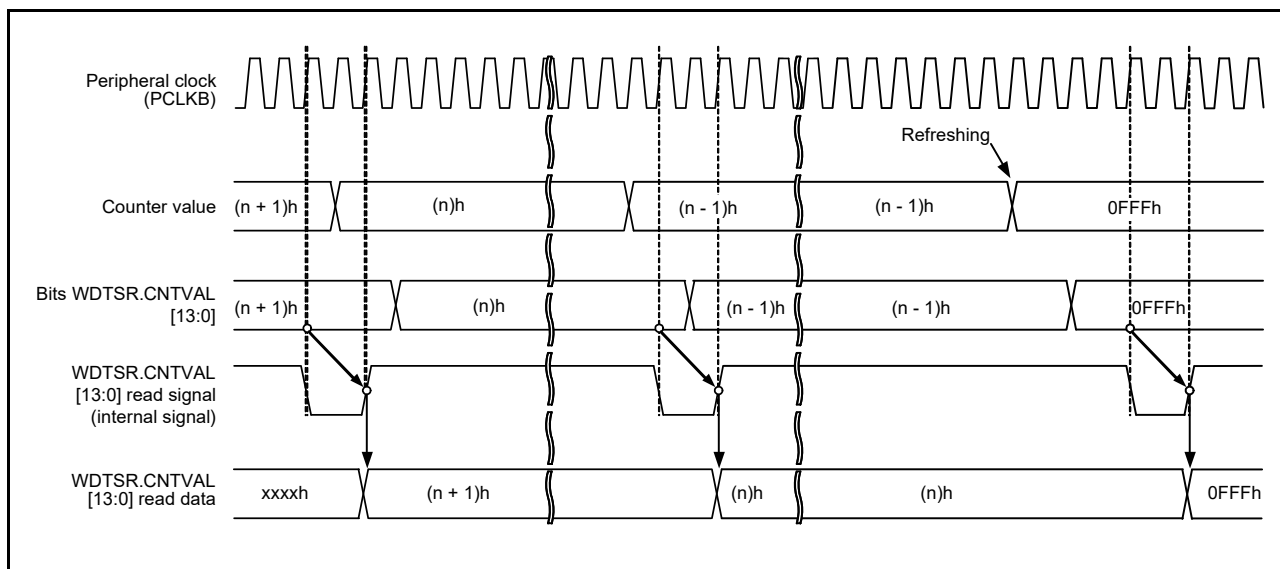 Peripheral clock
(PCLKB)
Refreshing
Counter value
(n + 1)h
(n)h
(n - 1)h
(n - 1)h
0FFFh
Bits WDTSR.CNTVAL
[13:0]
(n + 1)h
(n)h
(n - 1)h
(n - 1)h
0FFFh
WDTSR.CNTVAL
[13:0] read signal
(internal signal)
WDTSR.CNTVAL
[13:0] read data
xxxxh
(n + 1)h
(n)h
(n)h
0FFFh